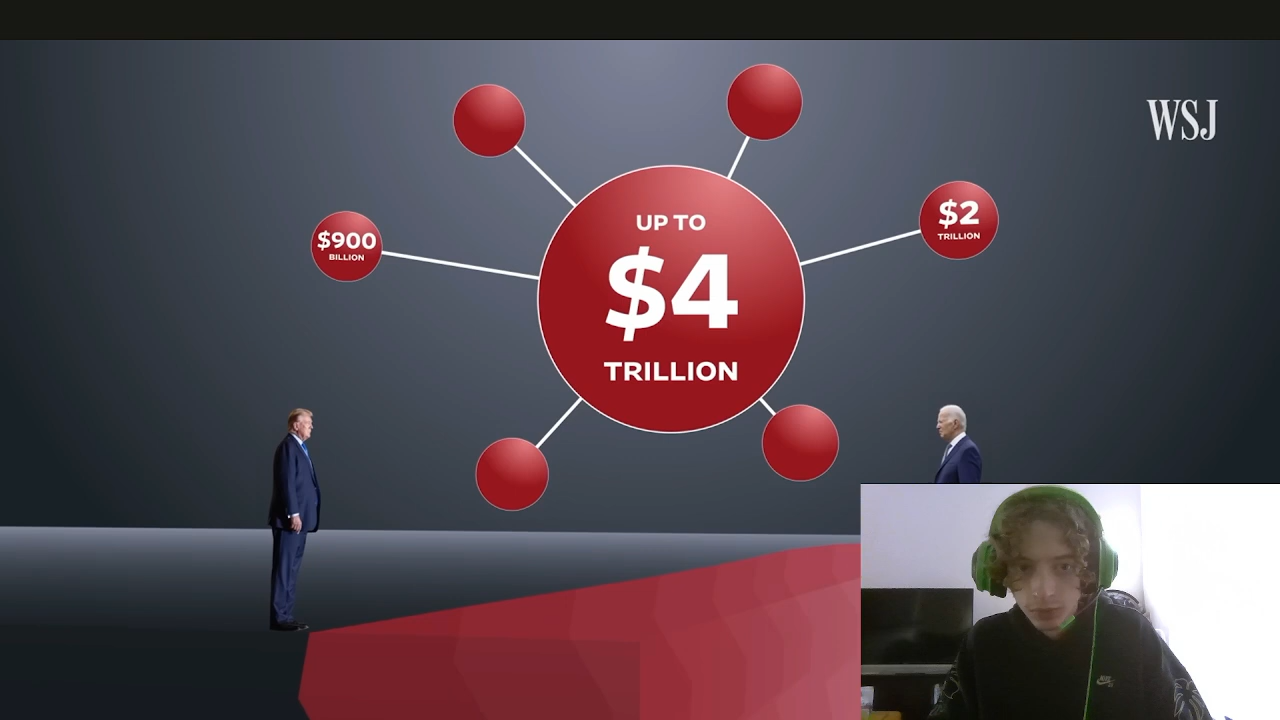 WSJ
$900
BILLION
UP TO
$4
TRILLION
$2
TRILLION